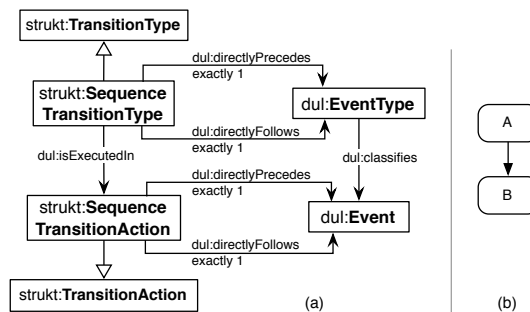 strukt:TransitionType
strukt:Sequence
TransitionType
dul:directlyPrecedes
exactly 1
dul:EventType
dul:directlyFollows
exactly 1
dul:isExecutedIn
dul:classifies
strukt:Sequence
TransitionAction
dul:directlyPrecedes
exactly 1
dul:Event
dul:directlyFollows
exactly 1
strukt:TransitionAction
(a)
A
B
(b)